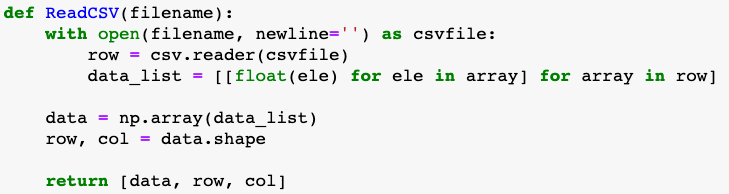 def ReadCSV(filename):
    with open(filename, newline='') as csvfile:
        row = csv.reader(csvfile)
        data_list = [[float(ele) for ele in array] for array in row]

    data = np.array(data_list)
    row, col = data.shape

    return [data, row, col]